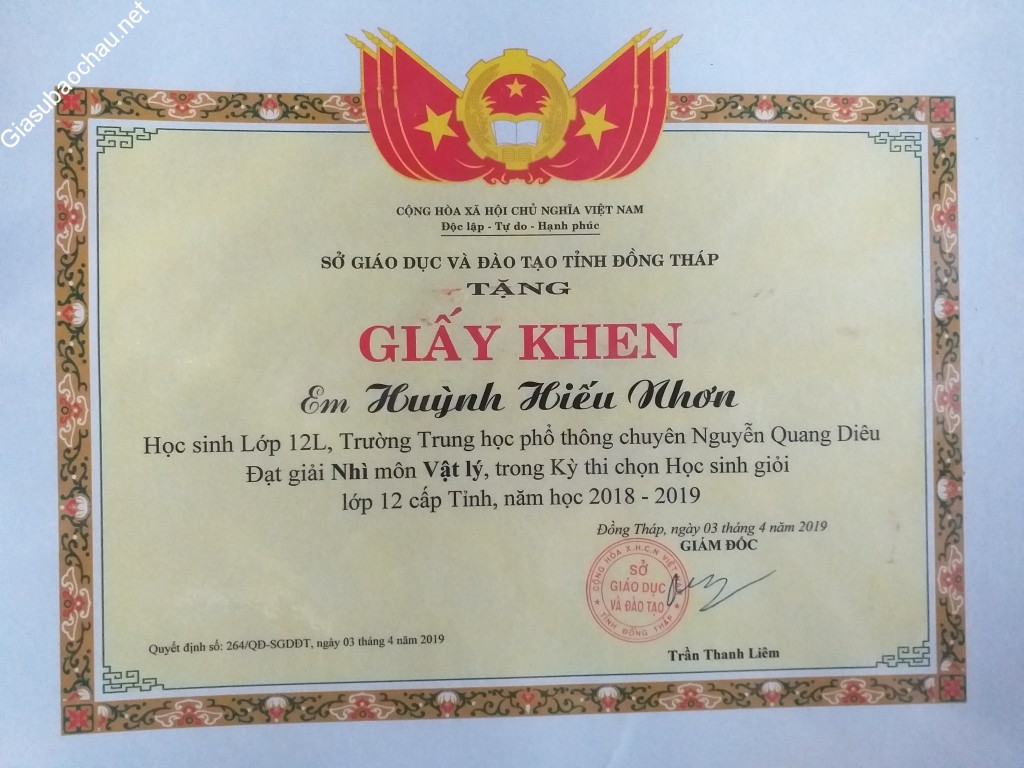 Giasubaochau.net
CỘNG HÒA XÃ HỘI CHỦ NGHĨA VIỆT NAM
Độc lập - Tự do - Hạnh phúc
SỞ GIÁO DỤC VÀ ĐÀO TẠO TỈNH ĐỒNG THÁP
TẶNG
GIẤY KHEN
Em Huỳnh Hiếu Nhơn
Học sinh Lớp 12L, Trường Trung học phổ thông chuyên Nguyễn Quang Diêu
Đạt giải Nhì môn Vật lý, trong Kỳ thi chọn Học sinh giỏi
lớp 12 cấp Tỉnh, năm học 2018 - 2019
Đồng Tháp, ngày 03 tháng 4 năm 2019
GIÁM ĐỐC
CỘNG HÒA X.H.C.N VIỆT
SỞ
GIÁO DỤC
VÀ ĐÀO TẠO
TỈNH ĐỒNG THÁP
Quyết định số: 264/QĐ-SGDĐT, ngày 03 tháng 4 năm 2019
Trần Thanh Liêm